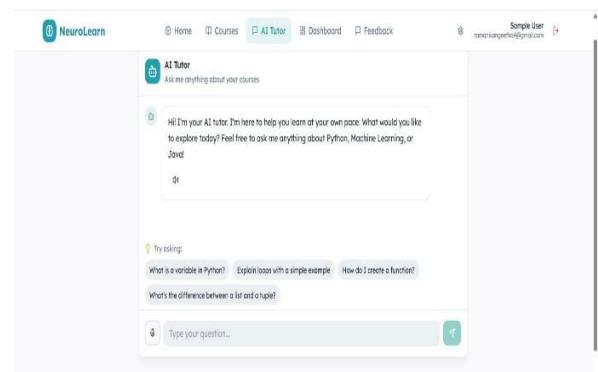 NeuroLearn
Home Courses AI Tutor Dashboard Feedback
Sample User
AI Tutor
Ask me anything about your courses
Hi! I'm your AI tutor. I'm here to help you learn at your own pace. What would you like
to explore today? Feel free to ask me anything about Python, Machine Learning, or
Java!
Try asking:
What is a variable in Python? Explain loops with a simple example How do I create a function?
What's the difference between a list and a tuple?
Type your question...